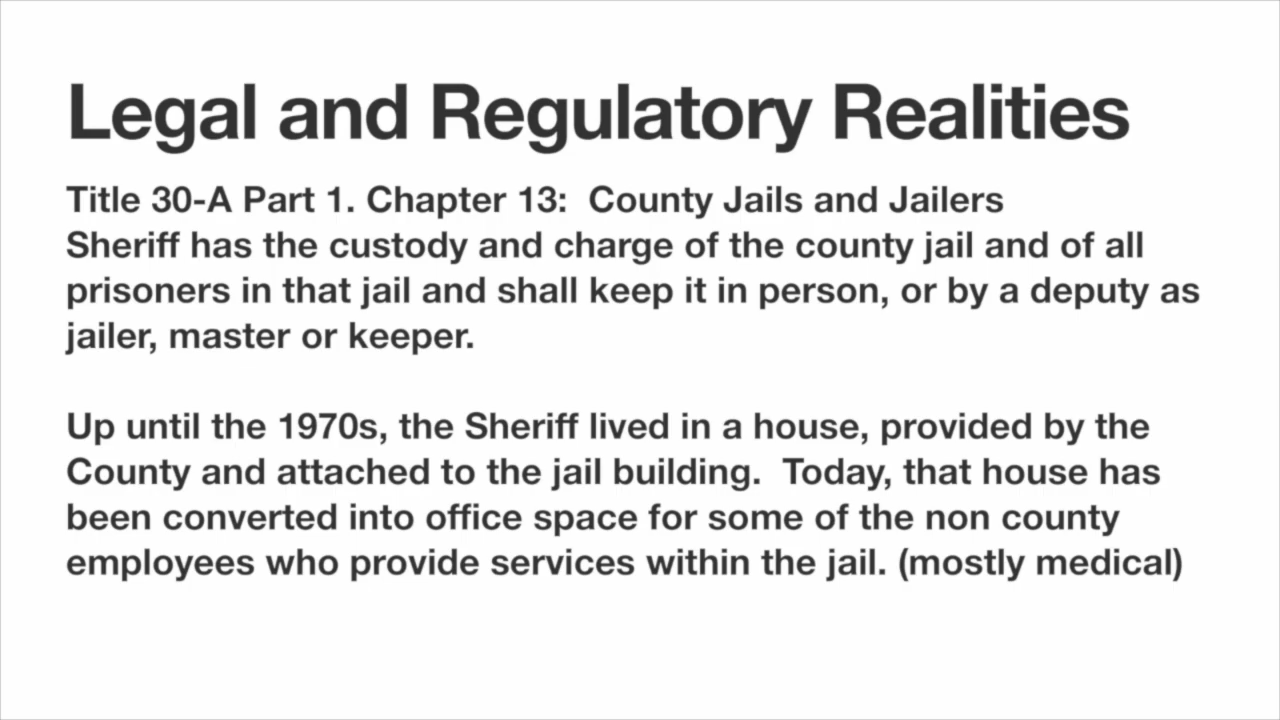 Legal and Regulatory Realities
Title 30-A Part 1. Chapter 13:  County Jails and Jailers
Sheriff has the custody and charge of the county jail and of all
prisoners in that jail and shall keep it in person, or by a deputy as
jailer, master or keeper.
Up until the 1970s, the Sheriff lived in a house, provided by the
County and attached to the jail building.  Today, that house has
been converted into office space for some of the non county
employees who provide services within the jail. (mostly medical)